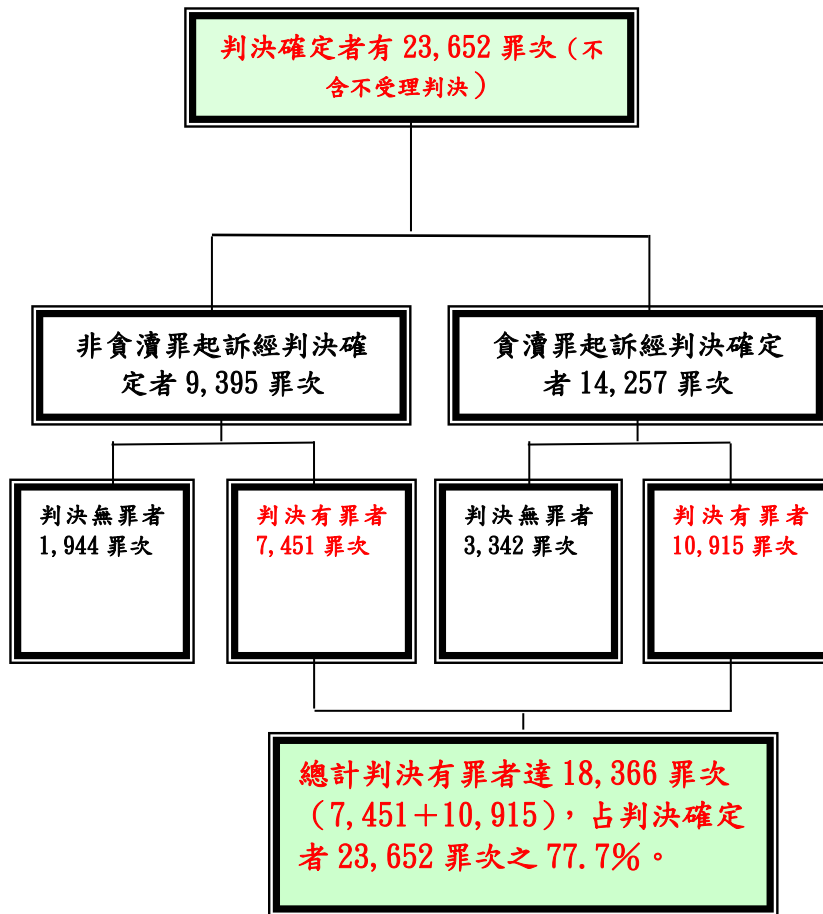 判決確定者有 23,652 罪次（不
含不受理判決）
非貪瀆罪起訴經判決確
定者 9,395 罪次
貪瀆罪起訴經判決確定
者 14,257 罪次
判決無罪者
1,944 罪次
判決有罪者
7,451 罪次
判決無罪者
3,342 罪次
判決有罪者
10,915 罪次
總計判決有罪者達 18,366 罪次
（7,451＋10,915），占判決確定
者 23,652 罪次之 77.7％。